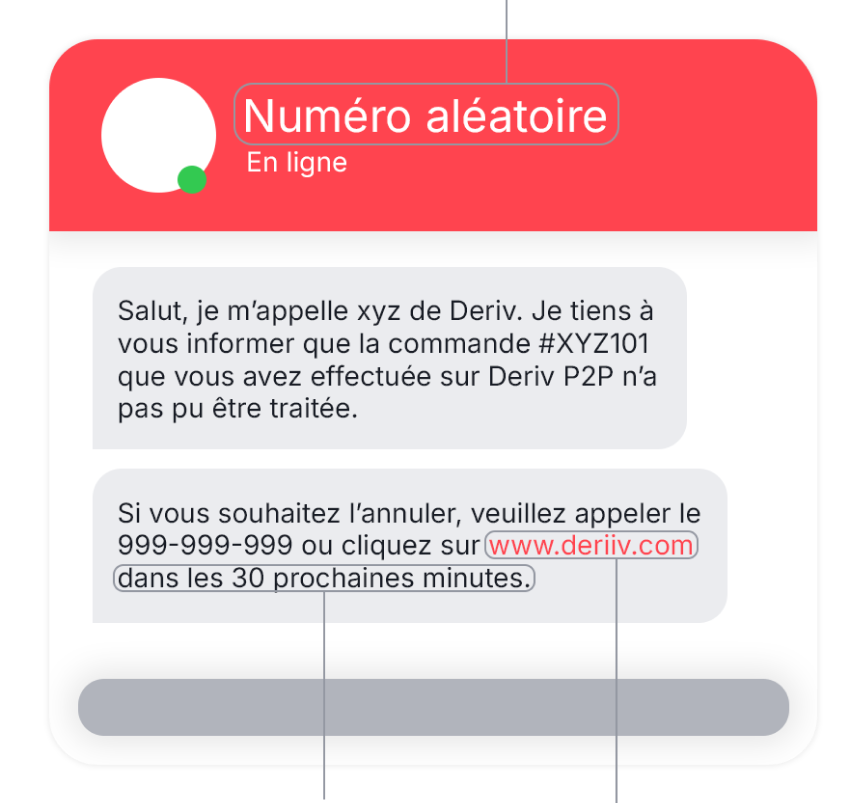 Numéro aléatoire
En ligne
Salut, je m’appelle xyz de Deriv. Je tiens à
vous informer que la commande #XYZ101
que vous avez effectuée sur Deriv P2P n’a
pas pu être traitée.
Si vous souhaitez l’annuler, veuillez appeler le
999-999-999 ou cliquez sur www.deriiv.com
dans les 30 prochaines minutes.